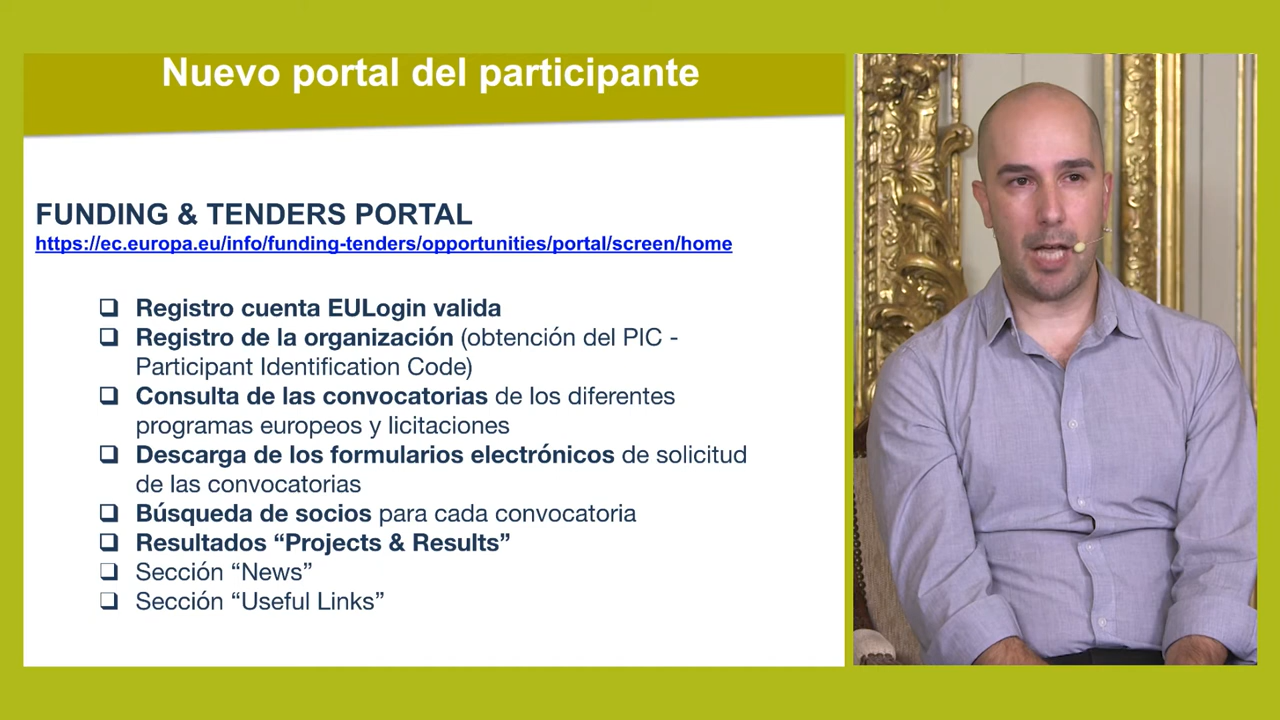 Nuevo portal del participante
FUNDING & TENDERS PORTAL
https://ec.europa.eu/info/funding-tenders/opportunities/portal/screen/home
❏ Registro cuenta EULogin valida
❏ Registro de la organización (obtención del PIC -
Participant Identification Code)
❏ Consulta de las convocatorias de los diferentes
programas europeos y licitaciones
❏ Descarga de los formularios electrónicos de solicitud
de las convocatorias
❏ Búsqueda de socios para cada convocatoria
❏ Resultados “Projects & Results”
❏ Sección “News”
❏ Sección “Useful Links”